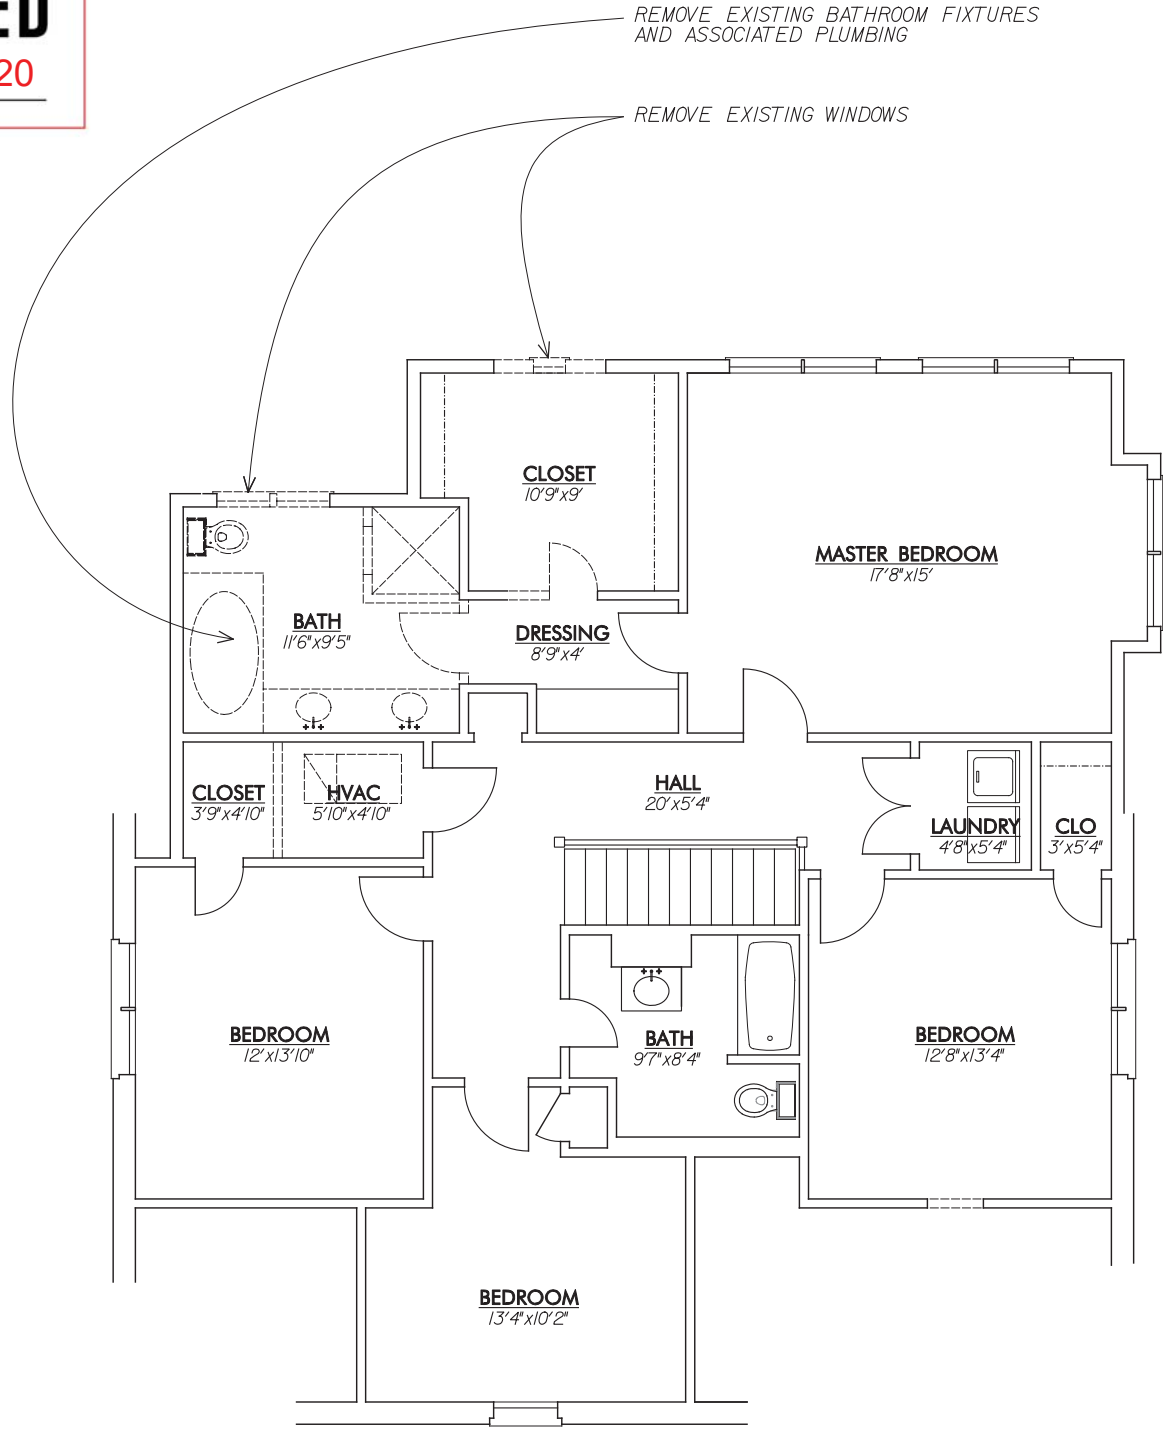 ED
20
REMOVE EXISTING BATHROOM FIXTURES
AND ASSOCIATED PLUMBING
REMOVE EXISTING WINDOWS
CLOSET
10'9"x9'
MASTER BEDROOM
17'8"x15'
BATH
11'6"x9'5"
DRESSING
8'9"x4'
CLOSET
3'9"x4'10"
HVAC
5'10"x4'10"
HALL
20'x5'4"
LAUNDRY
4'8"x5'4"
CLO
3'x5'4"
BEDROOM
12'x13'10"
BATH
9'7"x8'4"
BEDROOM
12'8"x13'4"
BEDROOM
13'4"x10'2"